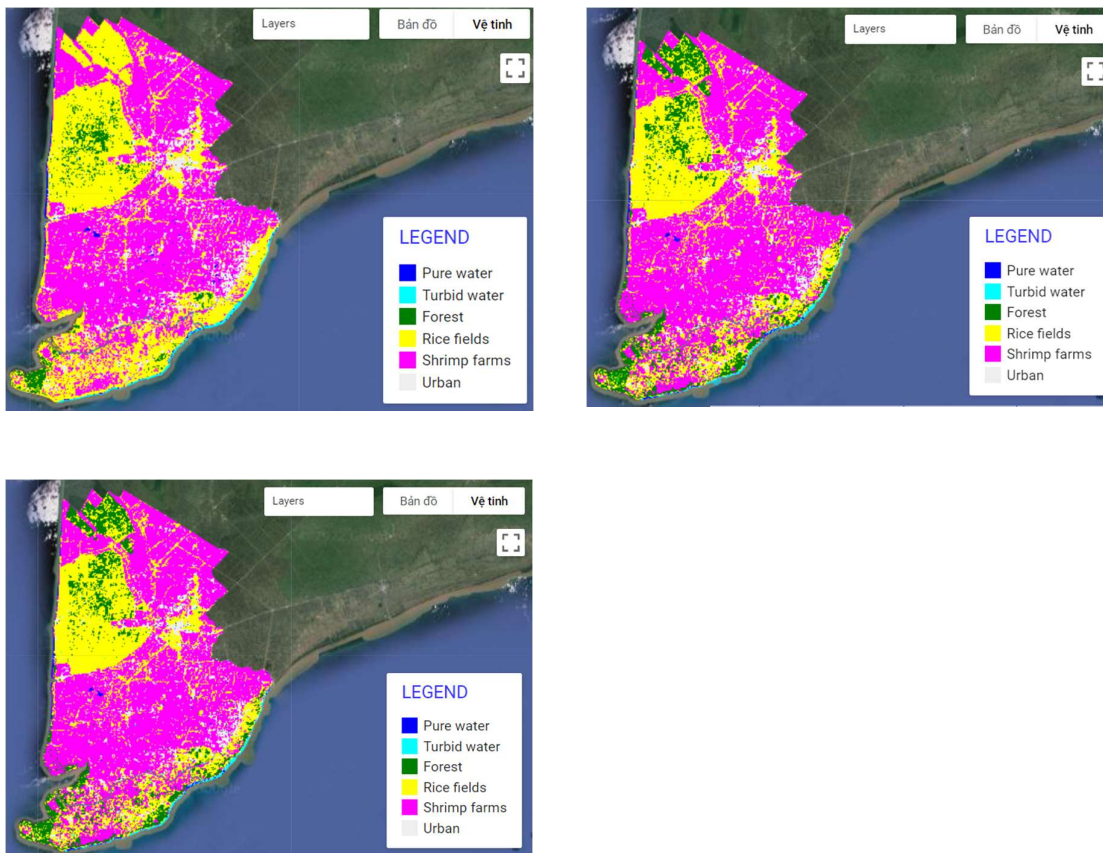 Layers
Bản đồ
Vệ tinh
LEGEND
Pure water
Turbid water
Forest
Rice fields
Shrimp farms
Urban
Layers
Bản đồ
Vệ tinh
LEGEND
Pure water
Turbid water
Forest
Rice fields
Shrimp farms
Urban
Layers
Bản đồ
Vệ tinh
LEGEND
Pure water
Turbid water
Forest
Rice fields
Shrimp farms
Urban